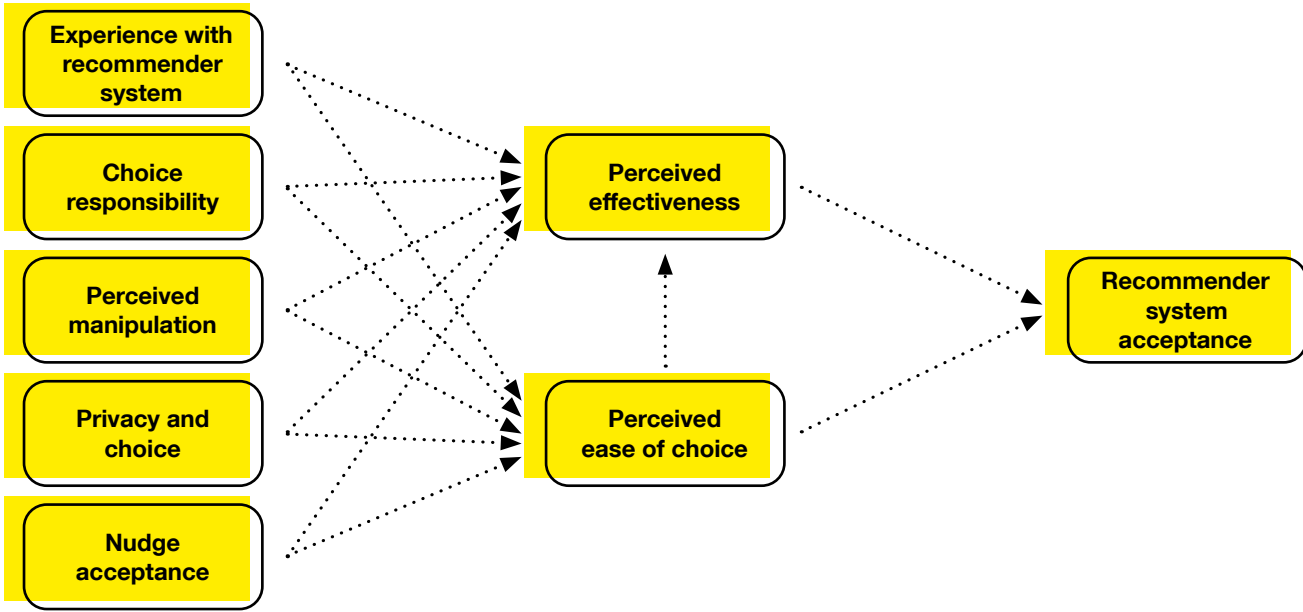 Experience with
recommender
system
Choice
responsibility
Perceived
manipulation
Privacy and
choice
Nudge
acceptance
Perceived
effectiveness
Perceived
ease of choice
Recommender
system
acceptance